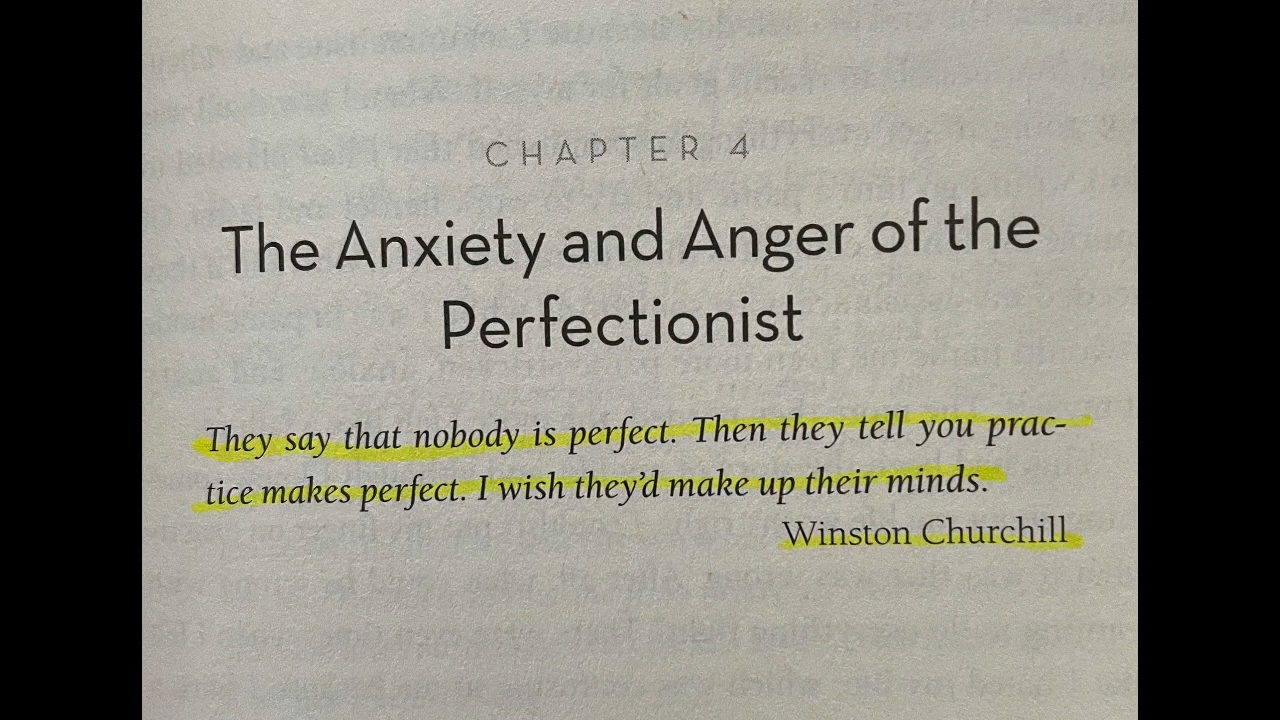 CHAPTER 4
The Anxiety and Anger of the
Perfectionist
They say that nobody is perfect. Then they tell you prac-
tice makes perfect. I wish they'd make up their minds.
Winston Churchill